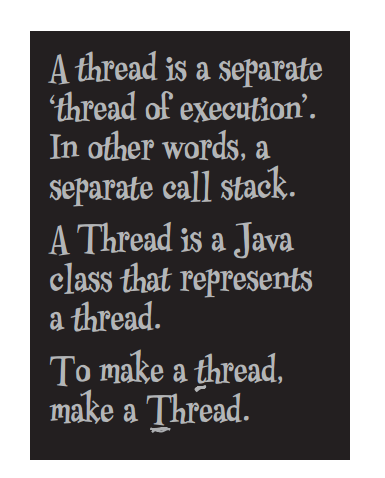 A thread is a separate
‘thread of execution’.
In other words, a
separate call stack.
A Thread is a Java
class that represents
a thread.
To make a thread,
make a Thread.